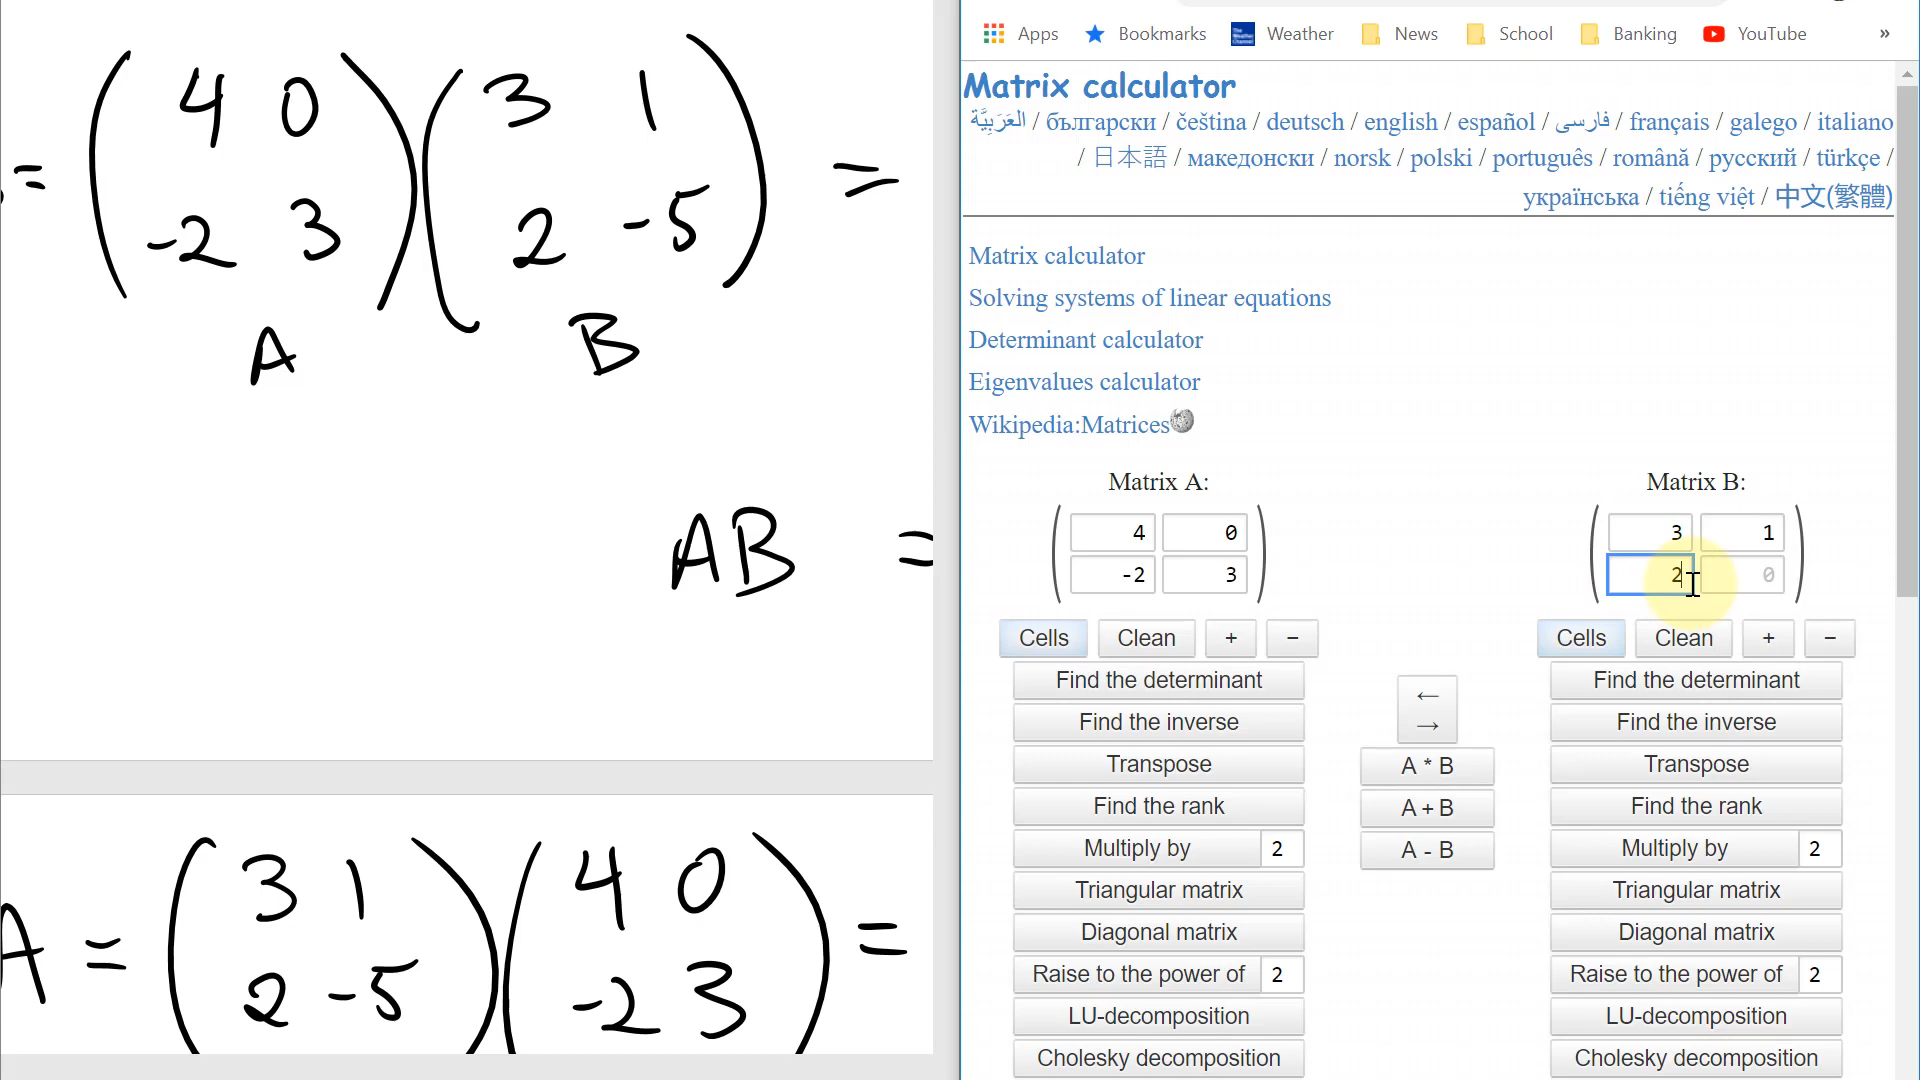 = ( 4 0 ) ( 3 1 ) =
-2 3 2 -5
A B
AB =
A = ( 3 1 ) ( 4 0 ) =
2 -5 -2 3
Apps Bookmarks Weather News School Banking YouTube »
Matrix calculator
العَرَبِيَّة / български / čeština / deutsch / english / español / فارسی / français / galego / italiano
/ 日本語 / македонски / norsk / polski / português / română / русский / türkçe /
українська / tiếng việt / 中文(繁體)
Matrix calculator
Solving systems of linear equations
Determinant calculator
Eigenvalues calculator
Wikipedia:Matrices
Matrix A: Matrix B:
4 0 3 1
-2 3 2 0
Cells Clean + − Cells Clean + −
Find the determinant Find the determinant
Find the inverse ← → Find the inverse
Transpose A * B Transpose
Find the rank A + B Find the rank
Multiply by 2 A - B Multiply by 2
Triangular matrix Triangular matrix
Diagonal matrix Diagonal matrix
Raise to the power of 2 Raise to the power of 2
LU-decomposition LU-decomposition
Cholesky decomposition Cholesky decomposition